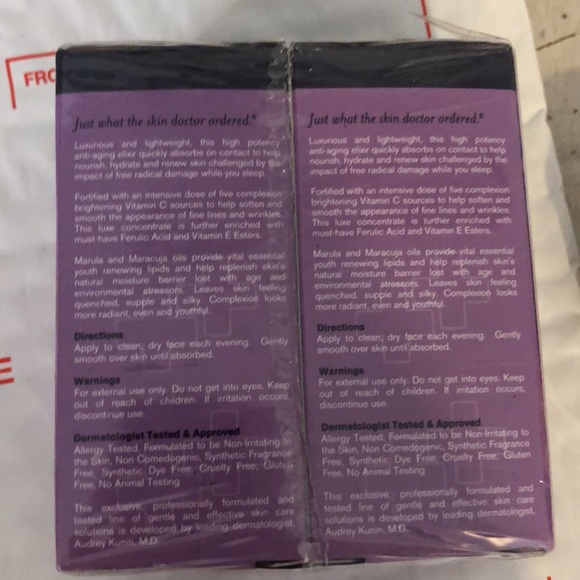 FRO
Just what the skin doctor ordered.®
Luxurious and lightweight, this high potency
anti-aging elixir quickly absorbs on contact to help
nourish, hydrate and renew skin challenged by the
impact of free radical damage while you sleep.
Fortified with an intensive dose of five complexion
brightening Vitamin C sources to help soften and
smooth the appearance of fine lines and wrinkles.
This luxe concentrate is further enriched with
must-have Ferulic Acid and Vitamin E Esters.
Marula and Maracuja oils provide vital essential
youth renewing lipids and help replenish skin's
natural moisture barrier lost with age and
environmental stressors. Leaves skin feeling
quenched, supple and silky. Complexion looks
more radiant, even and youthful.
Directions
Apply to clean, dry face each evening. Gently
smooth over skin until absorbed.
Warnings
For external use only. Do not get into eyes. Keep
out of reach of children. If irritation occurs,
discontinue use.
Dermatologist Tested & Approved
Allergy Tested, Formulated to be Non-Irritating to
the Skin, Non Comedogenic, Synthetic Fragrance
Free, Synthetic Dye Free, Cruelty Free, Gluten
Free, No Animal Testing
This exclusive, professionally formulated and
tested line of gentle and effective skin care
solutions is developed by leading dermatologist,
Audrey Kunin, M.D.
Just what the skin doctor ordered.®
Luxurious and lightweight, this high potency
anti-aging elixir quickly absorbs on contact to help
nourish, hydrate and renew skin challenged by the
impact of free radical damage while you sleep.
Fortified with an intensive dose of five complexion
brightening Vitamin C sources to help soften and
smooth the appearance of fine lines and wrinkles.
This luxe concentrate is further enriched with
must-have Ferulic Acid and Vitamin E Esters.
Marula and Maracuja oils provide vital essential
youth renewing lipids and help replenish skin's
natural moisture barrier lost with age and
environmental stressors. Leaves skin feeling
quenched, supple and silky. Complexion looks
more radiant, even and youthful.
Directions
Apply to clean, dry face each evening. Gently
smooth over skin until absorbed.
Warnings
For external use only. Do not get into eyes. Keep
out of reach of children. If irritation occurs,
discontinue use.
Dermatologist Tested & Approved
Allergy Tested, Formulated to be Non-Irritating to
the Skin, Non Comedogenic, Synthetic Fragrance
Free, Synthetic Dye Free, Cruelty Free, Gluten
Free, No Animal Testing
This exclusive, professionally formulated and
tested line of gentle and effective skin care
solutions is developed by leading dermatologist,
Audrey Kunin, M.D.
E